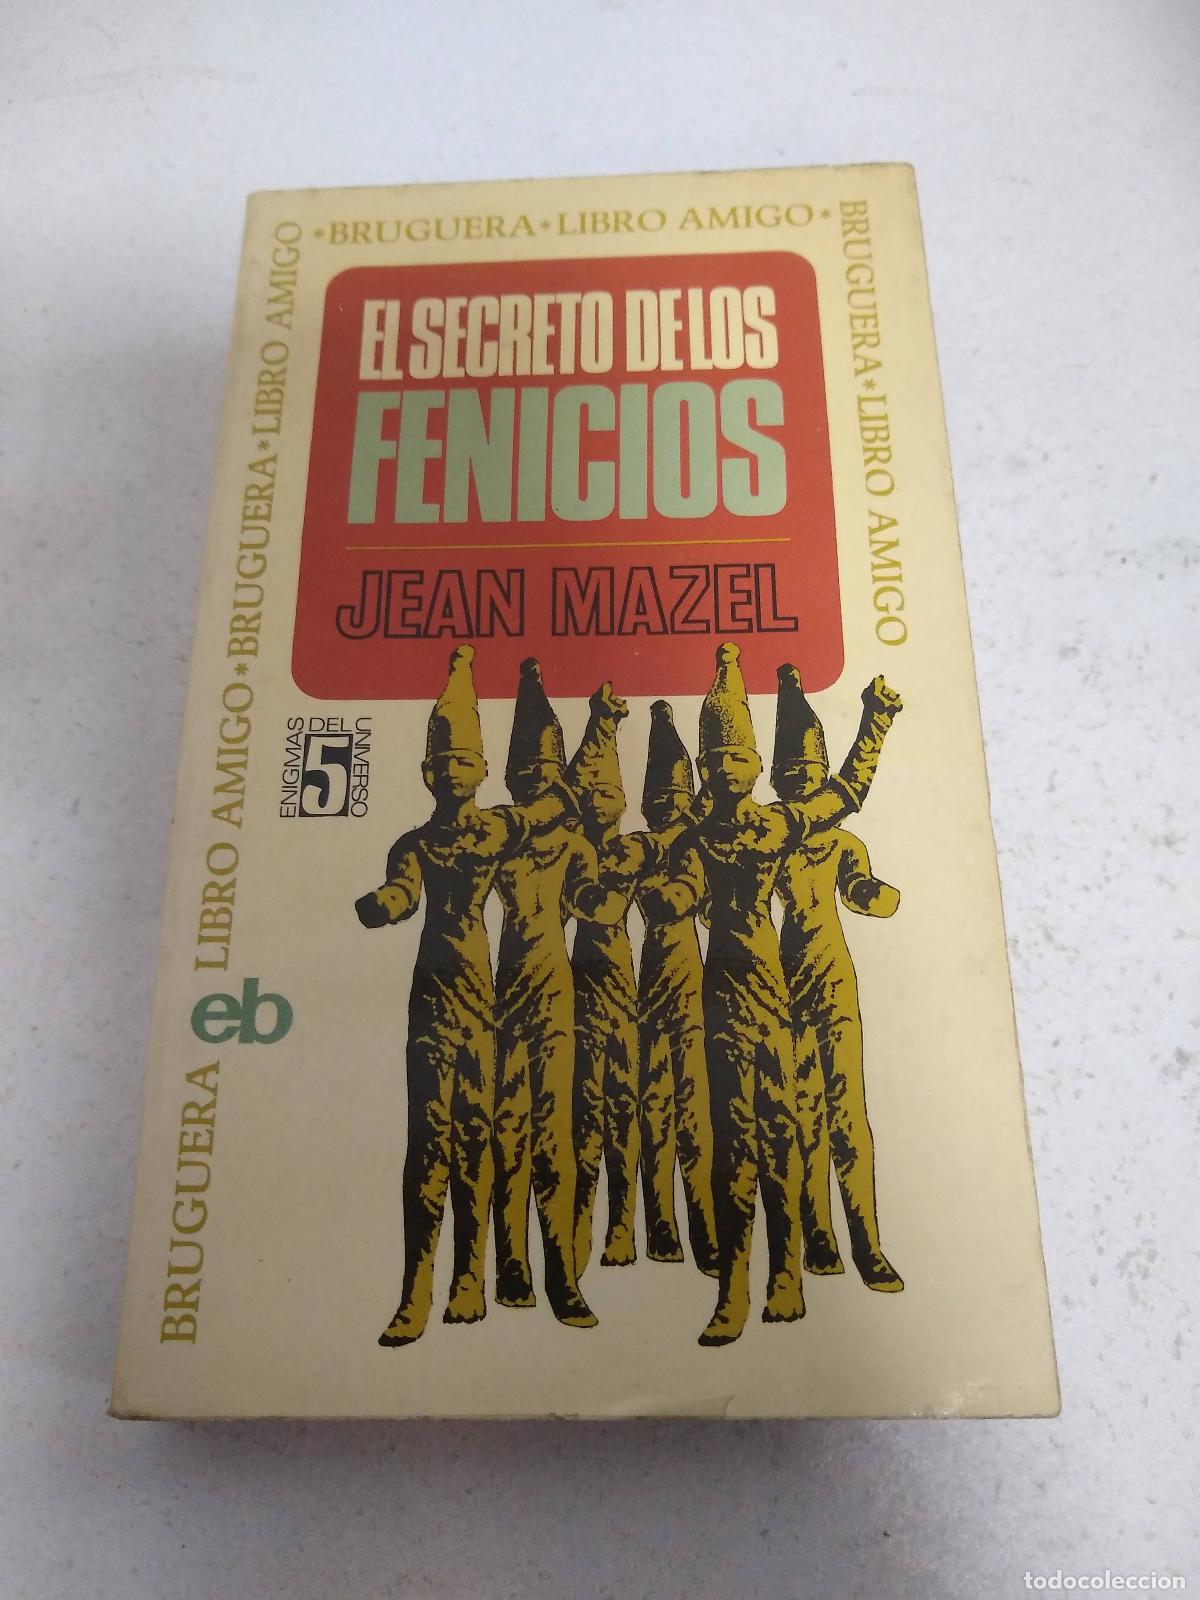 *BRUGUERA*LIBRO AMIGO*
BRUGUERA*LIBRO AMIGO
BRUGUERA LIBRO AMIGO*BRUGUERA*LIBRO AMIGO
EL SECRETO DE LOS
FENICIOS
JEAN MAZEL
ENIGMAS DEL UNIVERSO
5
eb
todocoleccion